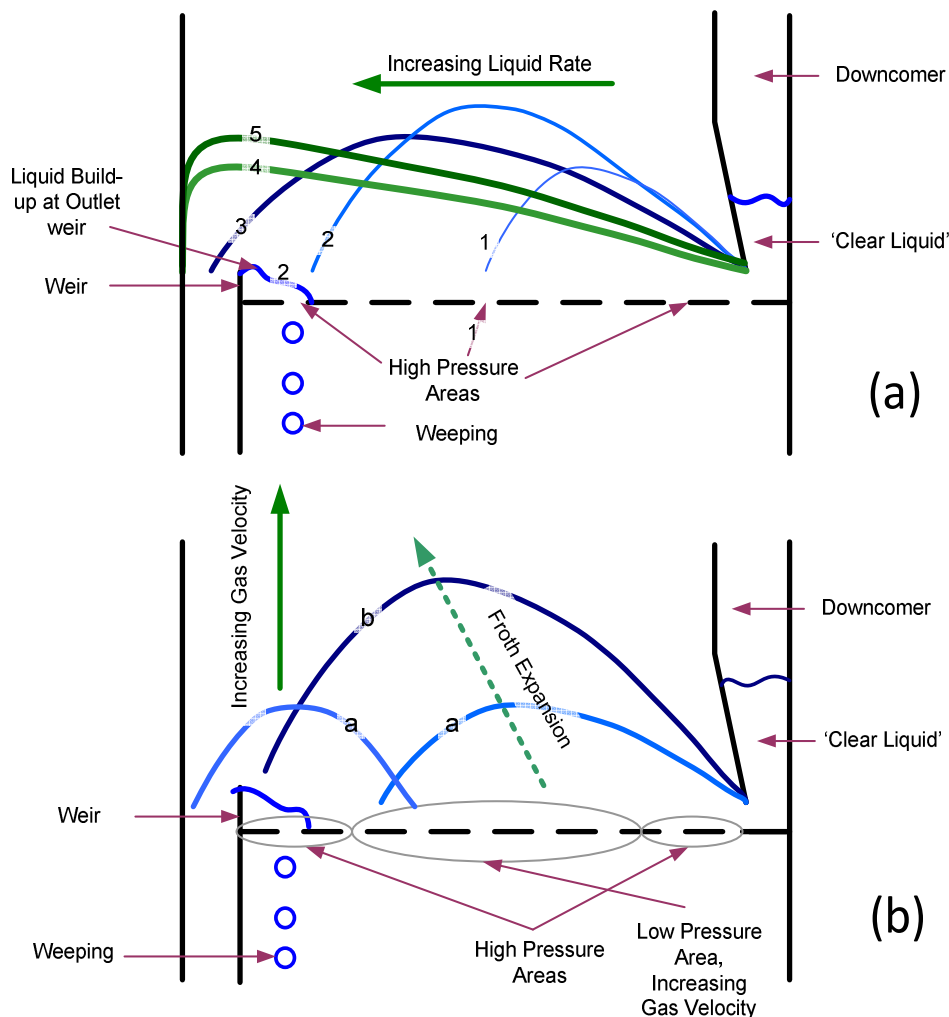 Increasing Liquid Rate
Downcomer
5
4
Liquid Build-
up at Outlet
weir
3
2
1
‘Clear Liquid’
2
Weir
1
High Pressure
Areas
(a)
Weeping
Increasing Gas Velocity
Downcomer
b
Froth Expansion
a
a
‘Clear Liquid’
Weir
(b)
High Pressure
Areas
Low Pressure
Area,
Increasing
Gas Velocity
Weeping